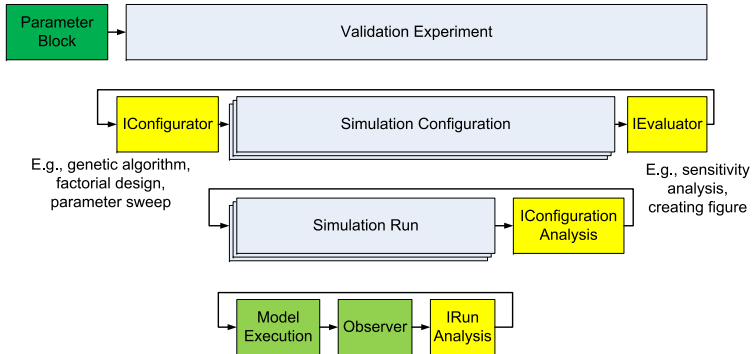 Parameter
Block
Validation Experiment
IConfigurator
Simulation Configuration
IEvaluator
E.g., genetic algorithm,
factorial design,
parameter sweep
E.g., sensitivity
analysis,
creating figure
Simulation Run
IConfiguration
Analysis
Model
Execution
Observer
IRun
Analysis